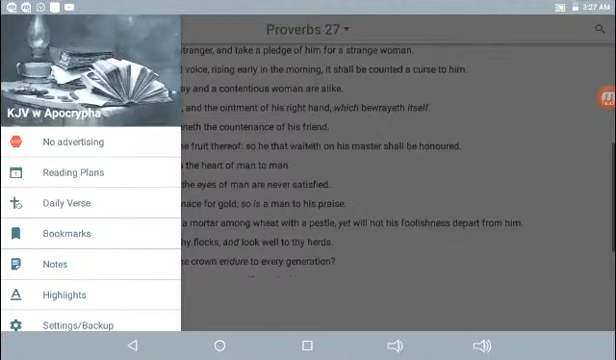 3:27 AM
Proverbs 27
stranger, and take a pledge of him for a strange woman.
voice, rising early in the morning, it shall be counted a curse to him.
and a contentious woman are alike.
, and the ointment of his right hand, which bewrayeth itself.
KJV w Apocrypha
eneth the countenance of his friend.
No advertising
fruit thereof: so he that waiteth on his master shall be honoured.
the heart of man to man.
Reading Plans
the eyes of man are never satisfied.
Daily Verse
nace for gold; so is a man to his praise.
a mortar among wheat with a pestle, yet will not his foolishness depart from him.
Bookmarks
hy flocks, and look well to thy herds.
Notes
crown endure to every generation?
Highlights
Settings/Backup